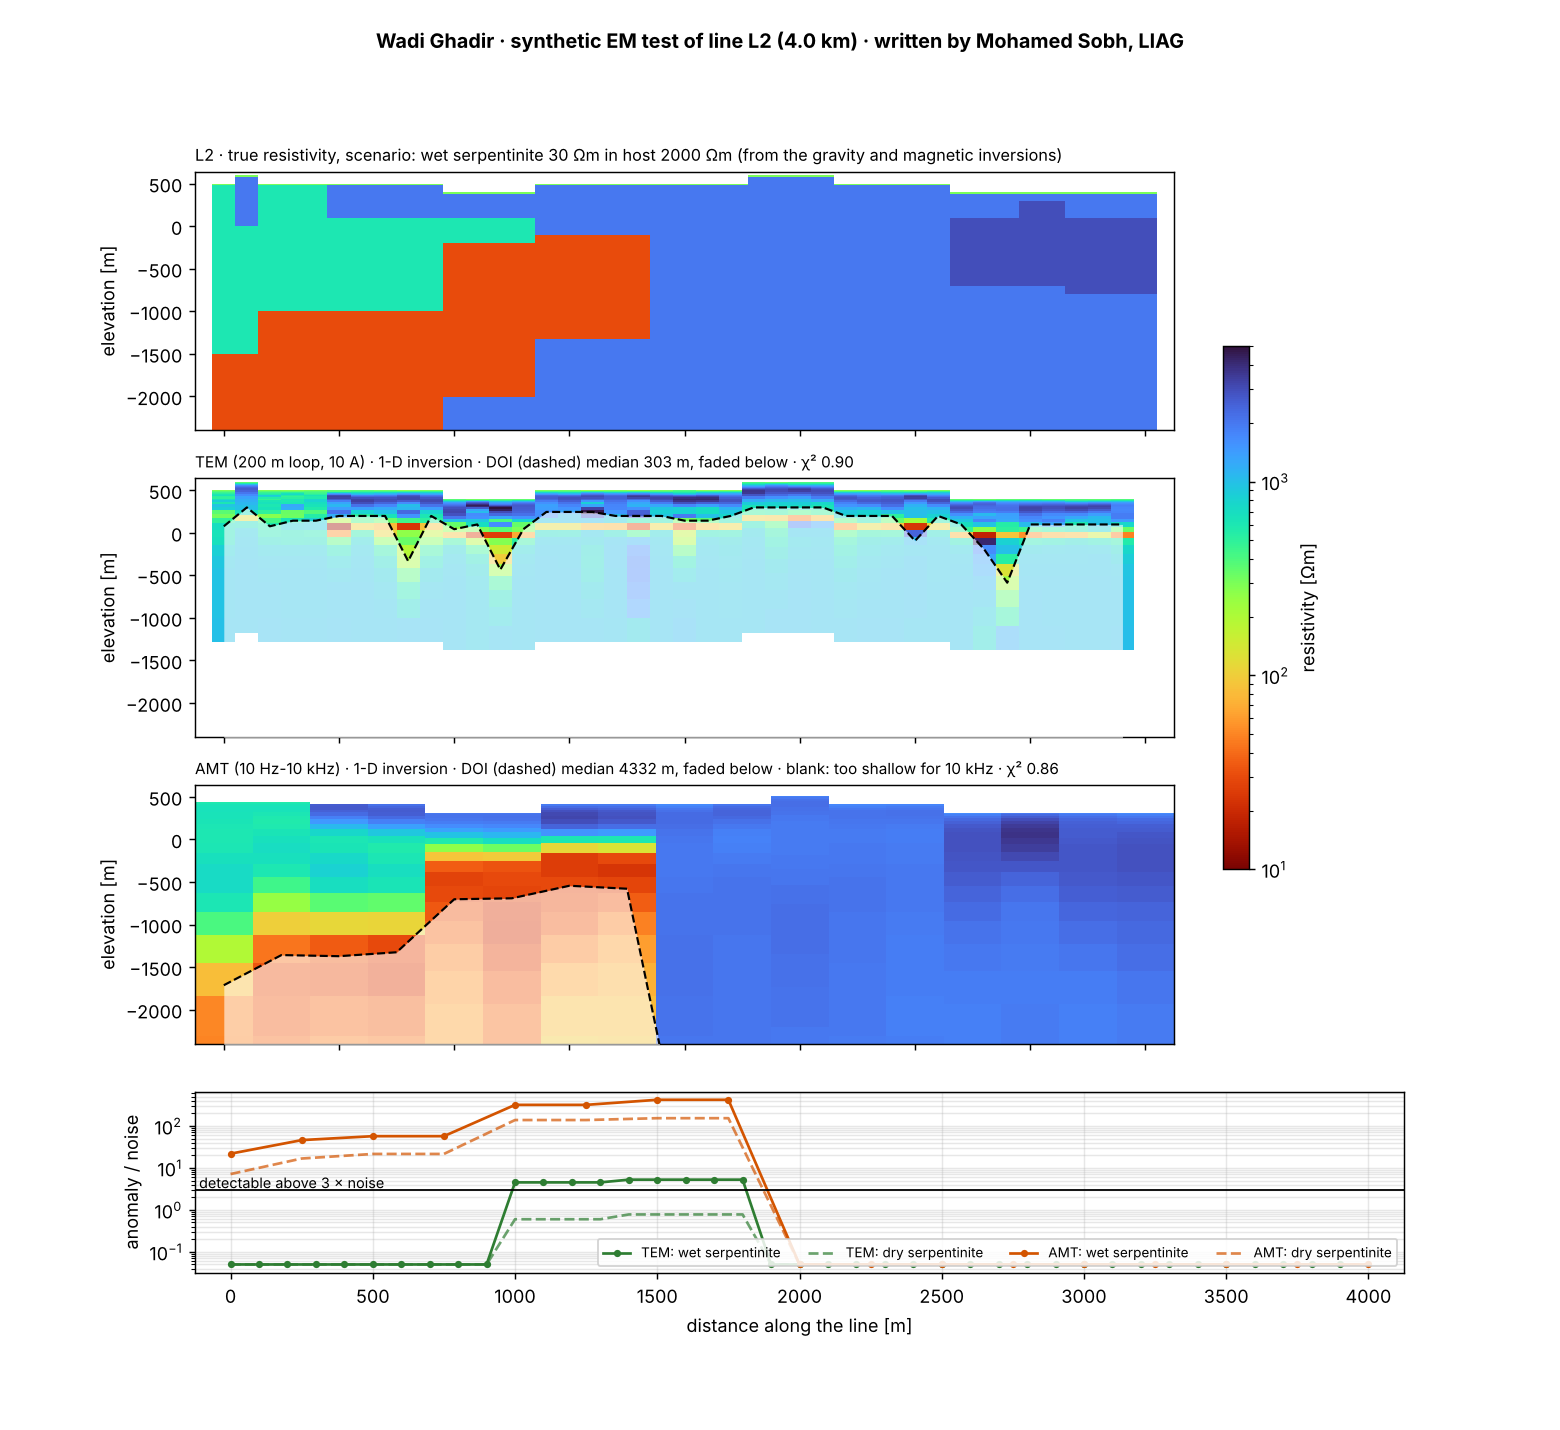 Wadi Ghadir · synthetic EM test of line L2 (4.0 km) · written by Mohamed Sobh, LIAG
L2 · true resistivity, scenario: wet serpentinite 30 Ωm in host 2000 Ωm (from the gravity and magnetic inversions)
500
0
−500
−1000
−1500
−2000
elevation [m]
TEM (200 m loop, 10 A) · 1-D inversion · DOI (dashed) median 303 m, faded below · χ² 0.90
500
0
−500
−1000
−1500
−2000
elevation [m]
10³
10²
10¹
resistivity [Ωm]
AMT (10 Hz-10 kHz) · 1-D inversion · DOI (dashed) median 4332 m, faded below · blank: too shallow for 10 kHz · χ² 0.86
500
0
−500
−1000
−1500
−2000
elevation [m]
10²
10¹
10⁰
10⁻¹
anomaly / noise
detectable above 3 × noise
TEM: wet serpentinite
TEM: dry serpentinite
AMT: wet serpentinite
AMT: dry serpentinite
0 500 1000 1500 2000 2500 3000 3500 4000
distance along the line [m]